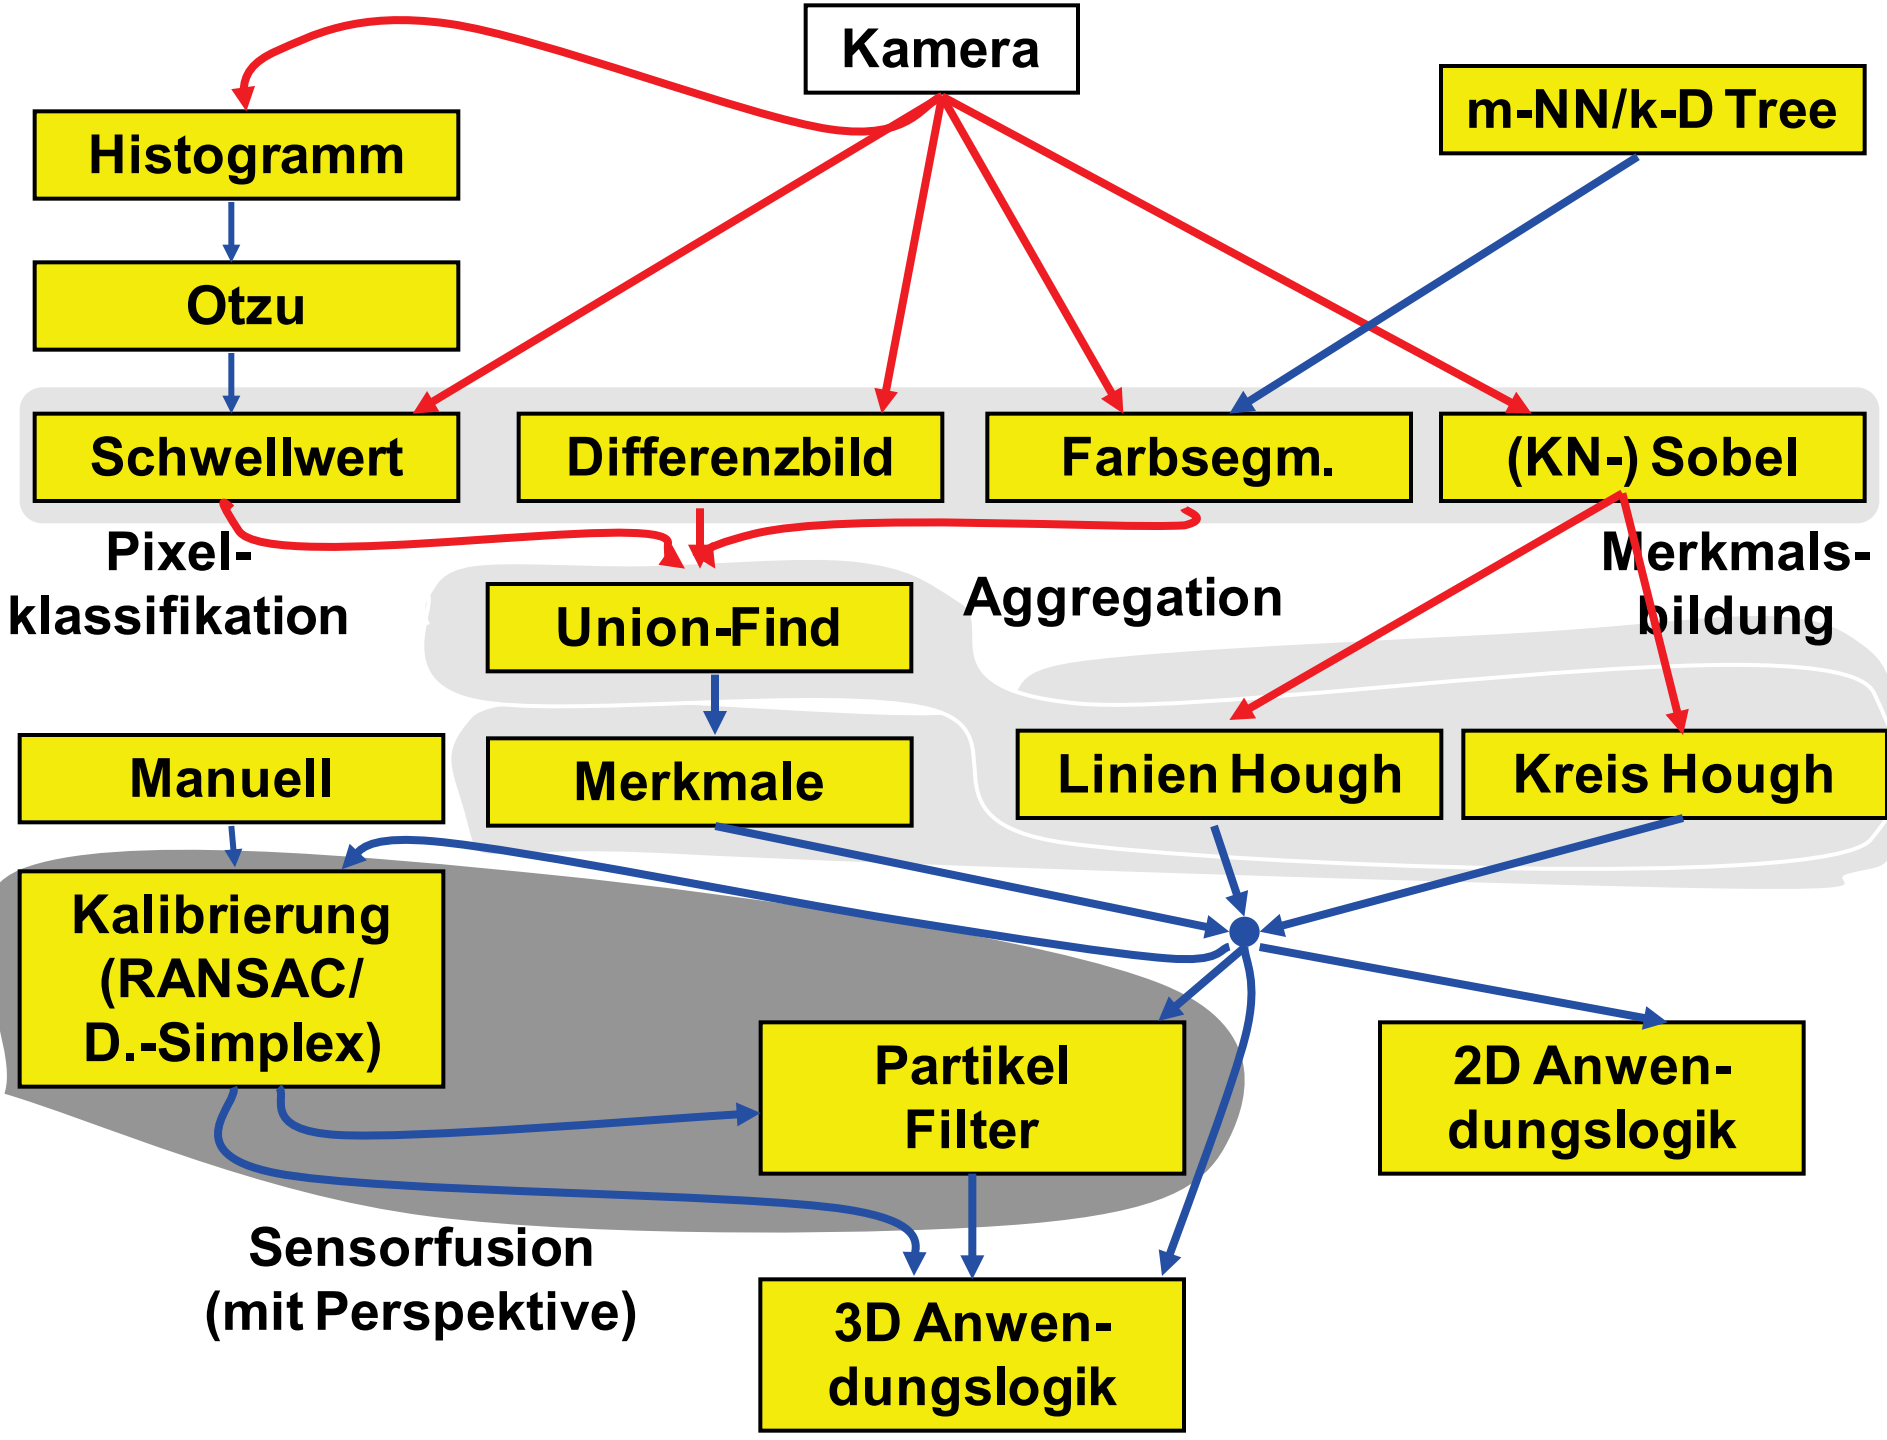 Kamera
m-NN/k-D Tree
Histogramm
Otzu
Schwellwert
Differenzbild
Farbsegm.
(KN-) Sobel
Pixel-
klassifikation
Aggregation
Merkmals-
bildung
Union-Find
Manuell
Merkmale
Linien Hough
Kreis Hough
Kalibrierung
(RANSAC/
D.-Simplex)
Partikel
Filter
2D Anwen-
dungslogik
Sensorfusion
(mit Perspektive)
3D Anwen-
dungslogik